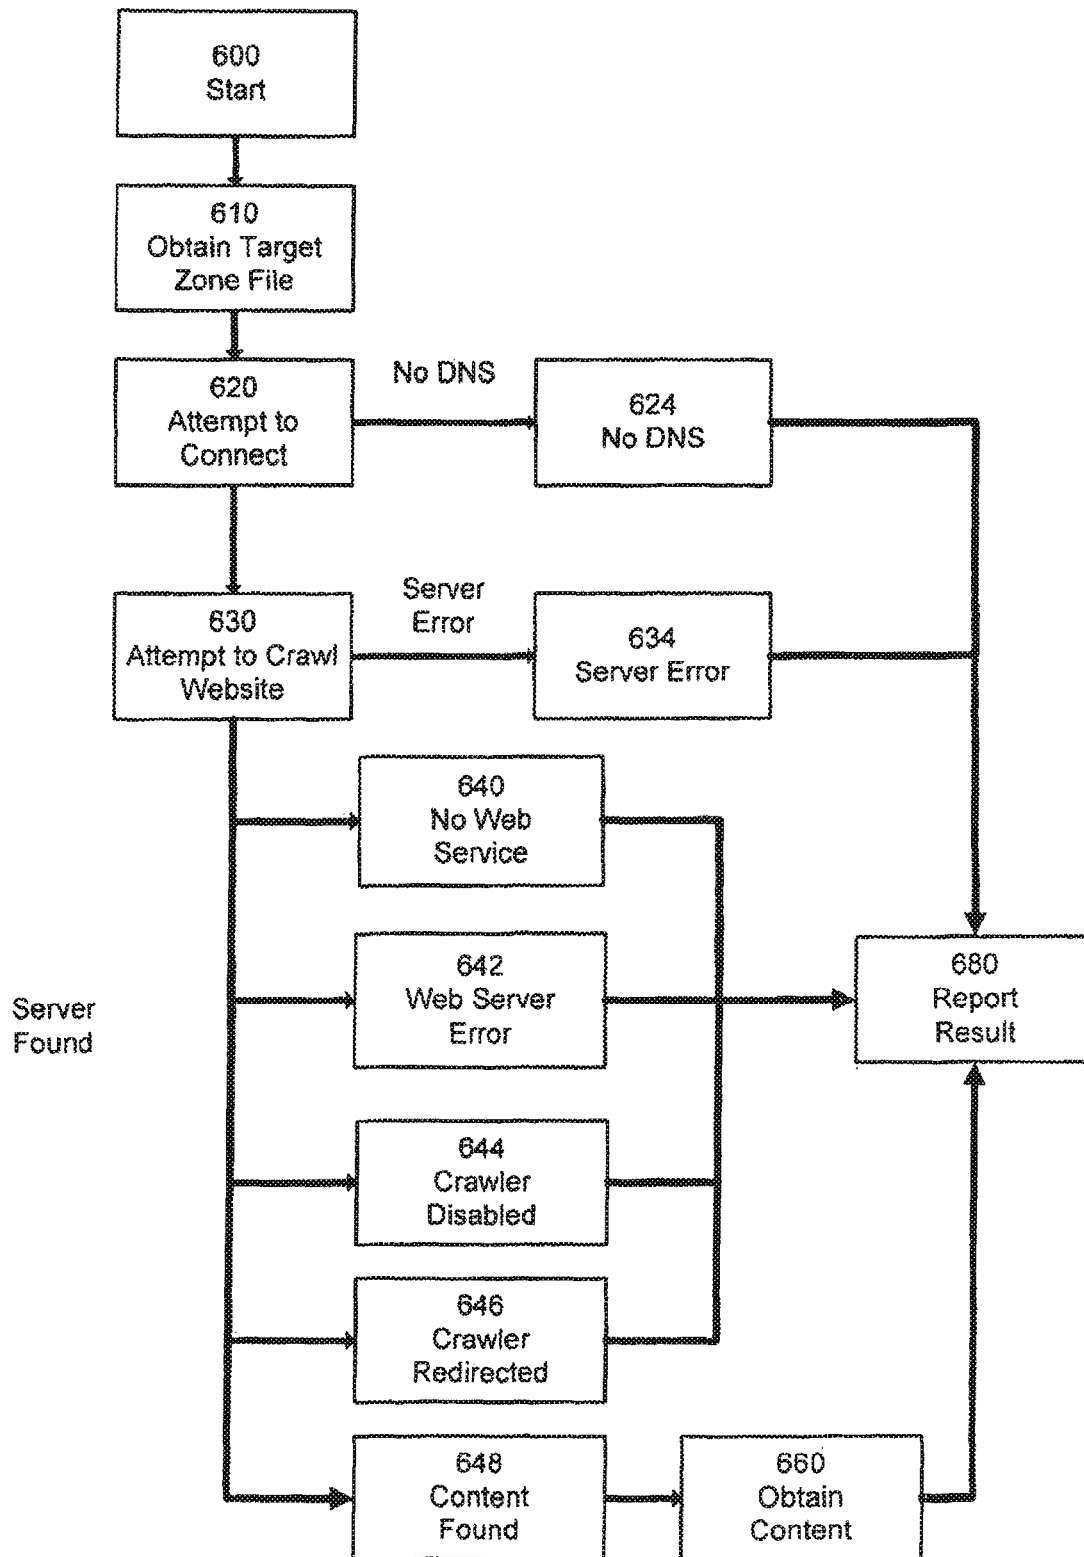 600
Start
610
Obtain Target
Zone File
620
Attempt to
Connect
No DNS
624
No DNS
630
Attempt to Crawl
Website
Server
Error
634
Server Error
640
No Web
Service
Server
Found
642
Web Server
Error
680
Report
Result
644
Crawler
Disabled
646
Crawler
Redirected
648
Content
Found
660
Obtain
Content